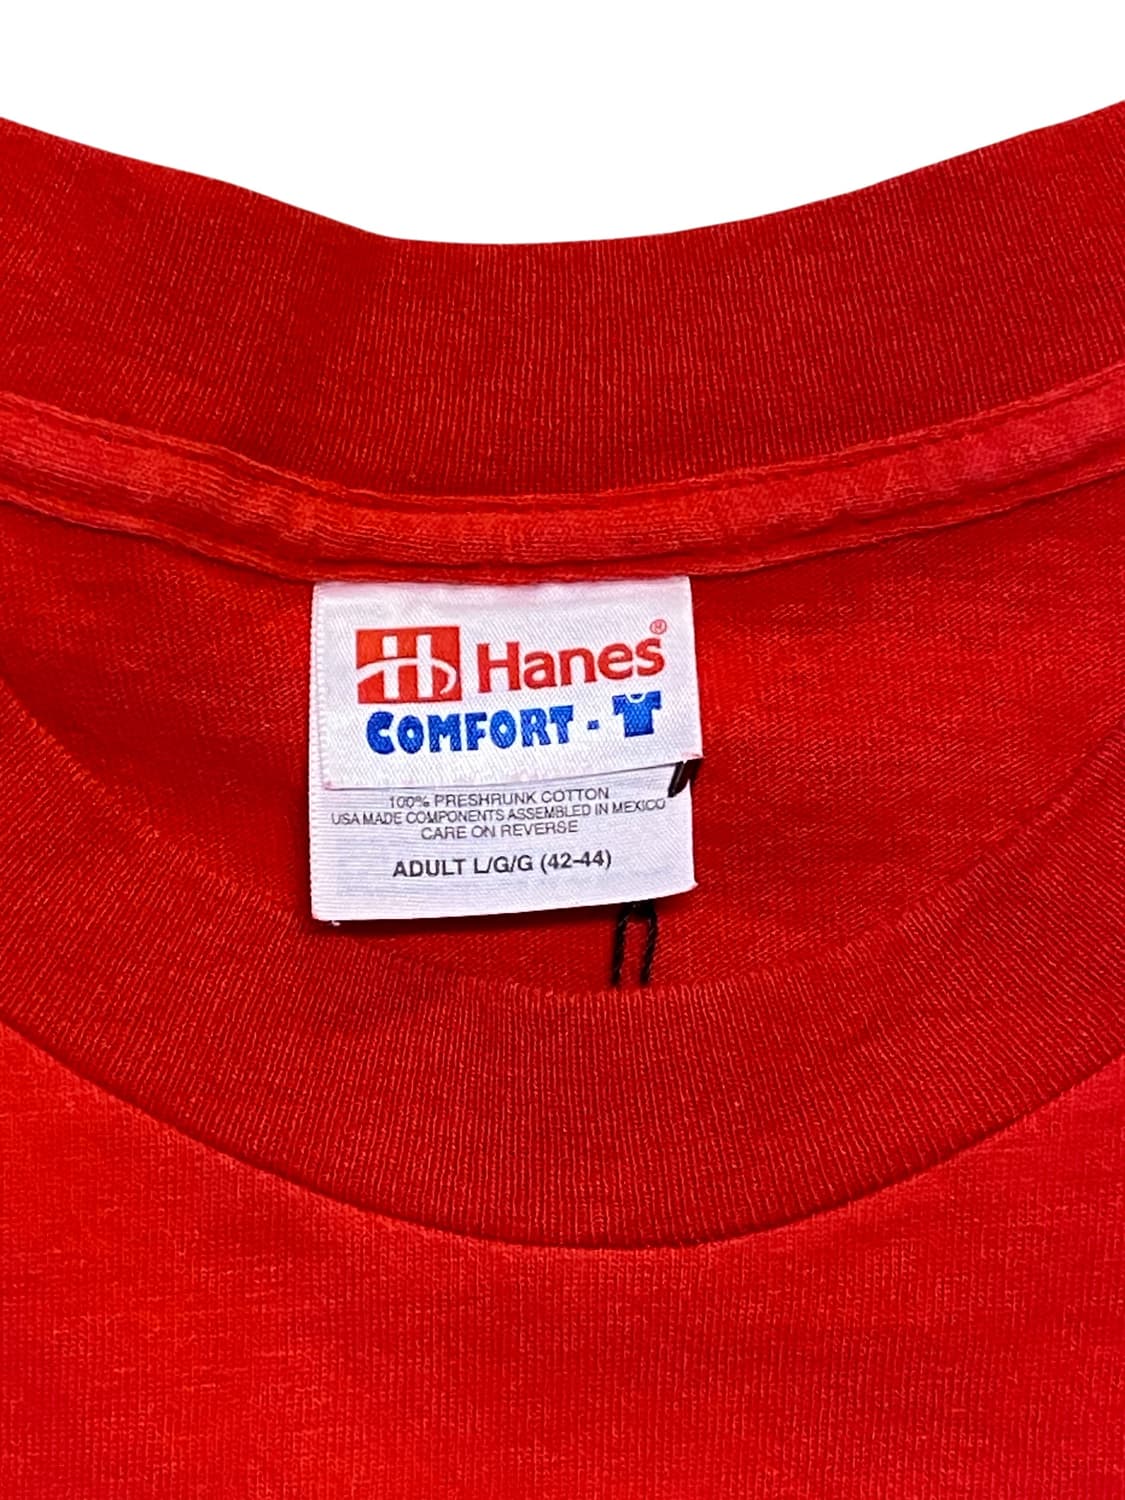 H Hanes®
COMFORT -
100% PRESHRUNK COTTON
USA MADE COMPONENTS ASSEMBLED IN MEXICO
CARE ON REVERSE
ADULT L/G/G (42-44)